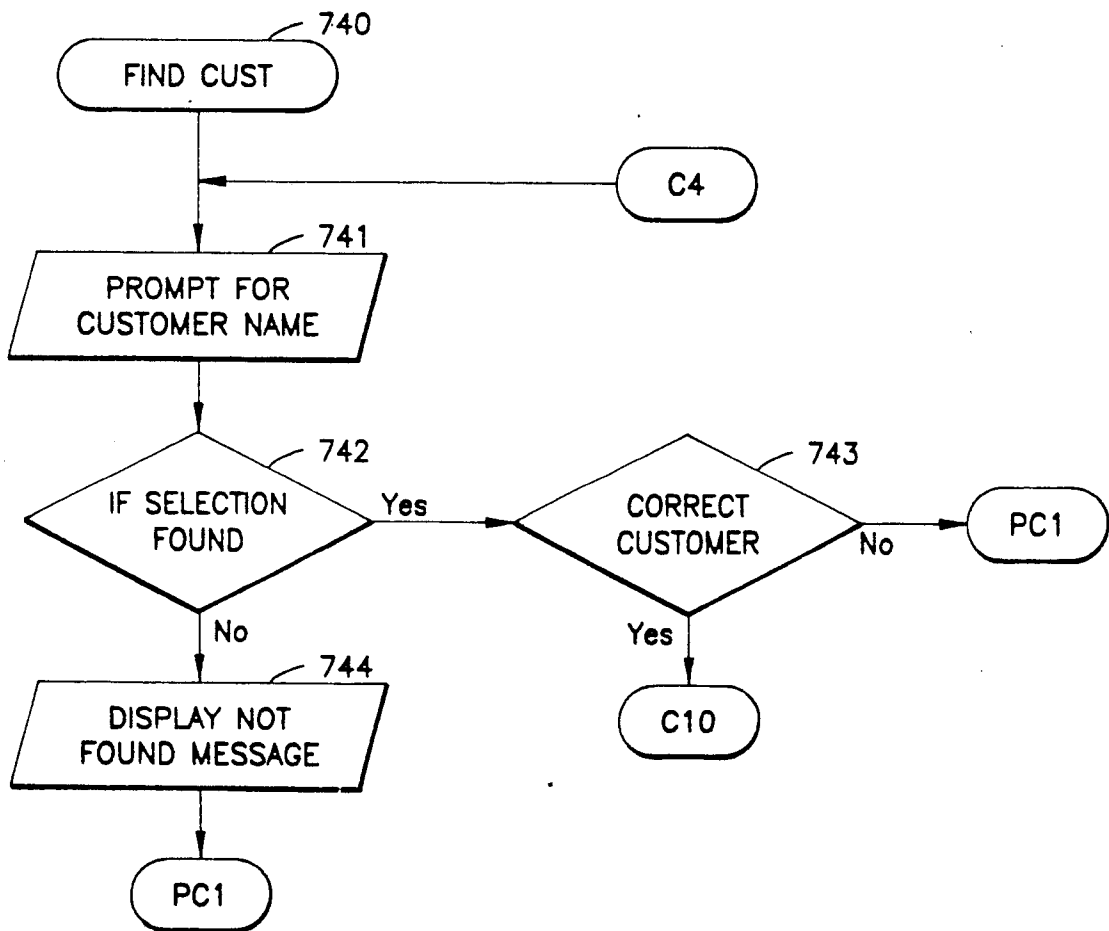 740
FIND CUST
C4
741
PROMPT FOR
CUSTOMER NAME
742
IF SELECTION
FOUND
Yes
743
CORRECT
CUSTOMER
No
PC1
No
Yes
744
C10
DISPLAY NOT
FOUND MESSAGE
PC1